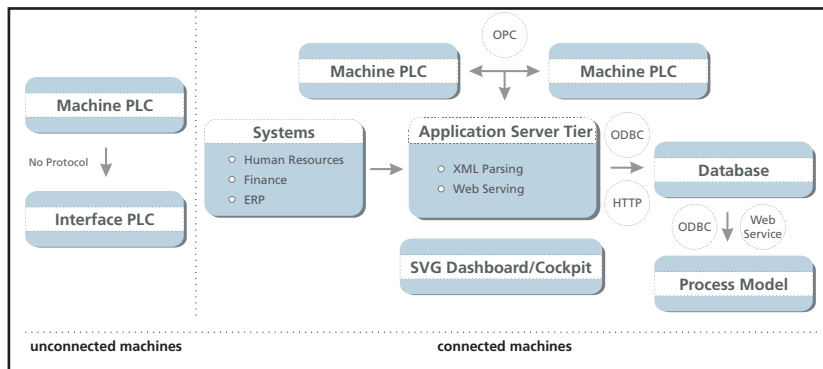 OPC
Machine PLC
Machine PLC
Machine PLC
No Protocol
Interface PLC
Systems
Human Resources
Finance
ERP
Application Server Tier
XML Parsing
Web Serving
ODBC
HTTP
Database
ODBC
Web
Service
SVG Dashboard/Cockpit
Process Model
unconnected machines
connected machines